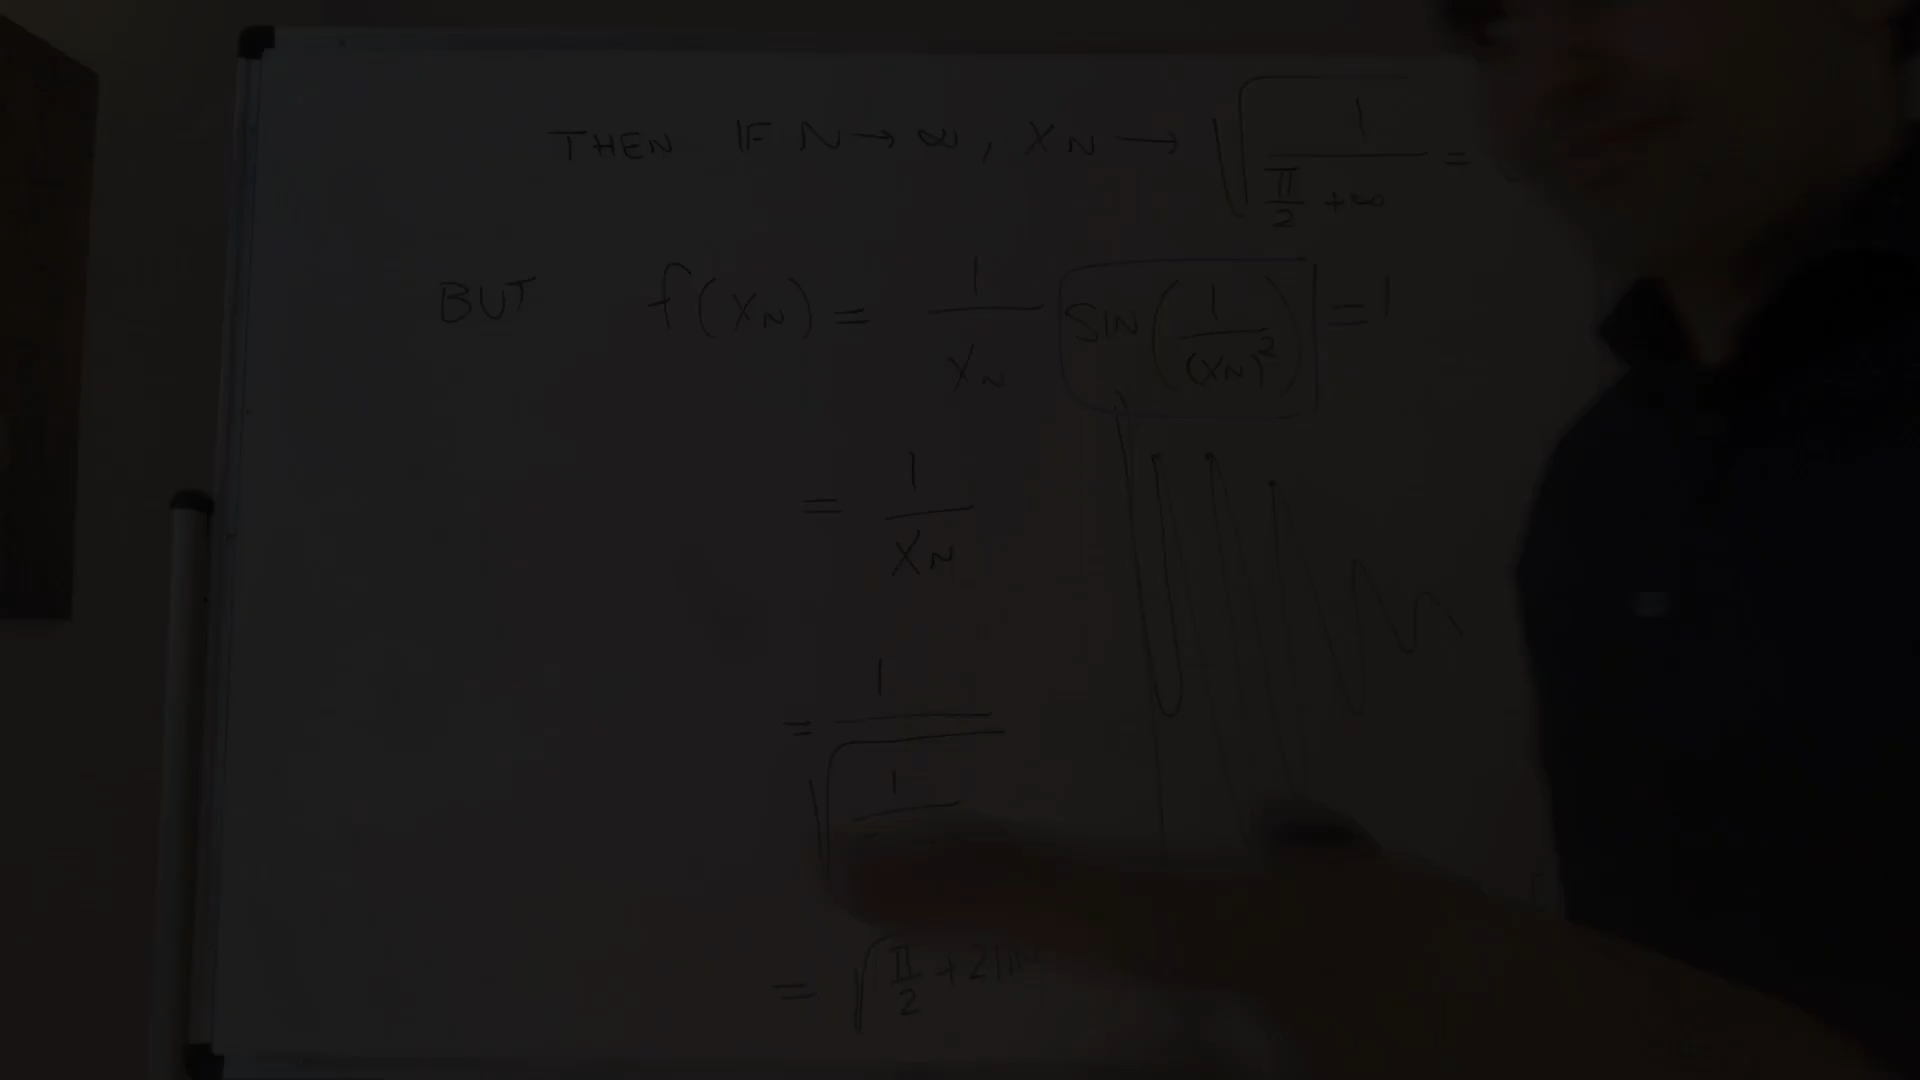 THEN IF N → ∞, X_N → √(1/(π/2 + ∞)) =
BUT f(X_N) = 1/X_N SIN(1/(X_N)²) = 1
= 1/X_N
= 1/√(1/
= √(π/2 + 2πN